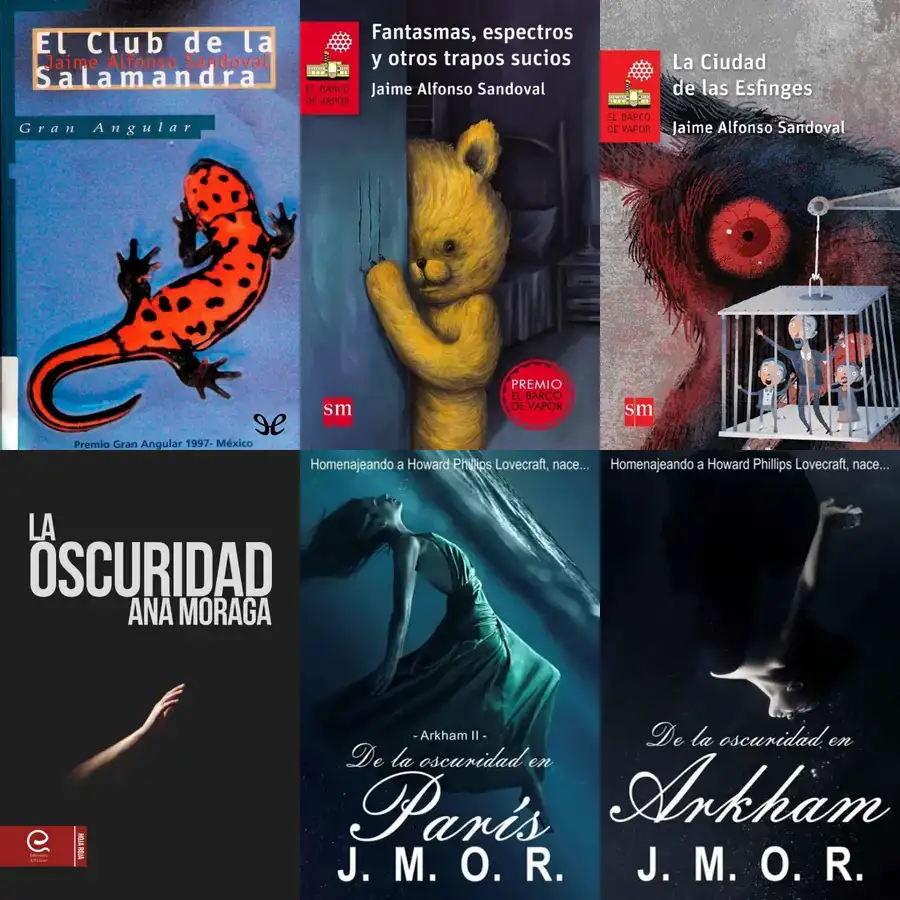 El Club de la
Jaime Alfonso Sandoval
Salamandra
Gran Angular
Premio Gran Angular 1997- México
Fantasmas, espectros
y otros trapos sucios
Jaime Alfonso Sandoval
EL BARCO
DE VAPOR
PREMIO
EL BARCO
DE VAPOR
sm
La Ciudad
de las Esfinges
Jaime Alfonso Sandoval
EL BARCO
DE VAPOR
sm
LA
OSCURIDAD
ANA MORAGA
HOJA ROJA
Homenajeando a Howard Phillips Lovecraft, nace...
- Arkham II -
De la oscuridad en
París
J. M. O. R.
Homenajeando a Howard Phillips Lovecraft, nace...
De la oscuridad en
Arkham
J. M. O. R.